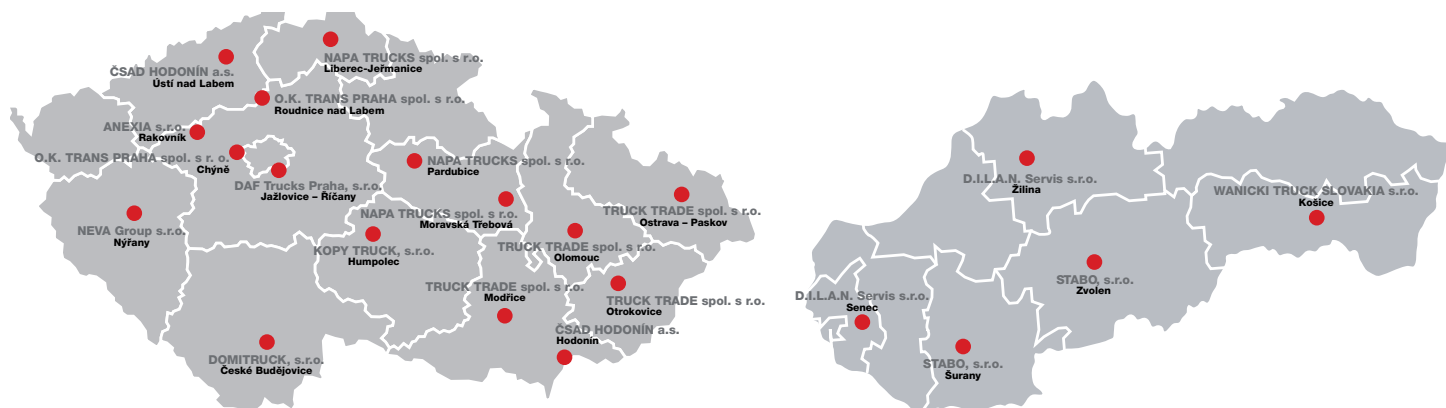 NAPA TRUCKS spol. s r.o.
Liberec-Jeřmanice
ČSAD HODONÍN a.s.
Ústí nad Labem
O.K. TRANS PRAHA spol. s r.o.
Roudnice nad Labem
ANEXIA s.r.o.
Rakovník
O.K. TRANS PRAHA spol. s r. o.
Chýně
NAPA TRUCKS spol. s r.o.
Pardubice
DAF Trucks Praha, s.r.o.
Jažlovice – Říčany
NAPA TRUCKS spol. s r.o.
Moravská Třebová
TRUCK TRADE spol. s r.o.
Ostrava – Paskov
NEVA Group s.r.o.
Nýřany
KOPY TRUCK, s.r.o.
Humpolec
TRUCK TRADE spol. s r.o.
Olomouc
TRUCK TRADE spol. s r.o.
Modřice
TRUCK TRADE spol. s r.o.
Otrokovice
ČSAD HODONÍN a.s.
Hodonín
DOMITRUCK, s.r.o.
České Budějovice
D.I.L.A.N. Servis s.r.o.
Žilina
WANICKI TRUCK SLOVAKIA s.r.o.
Košice
STABO, s.r.o.
Zvolen
D.I.L.A.N. Servis s.r.o.
Senec
STABO, s.r.o.
Šurany